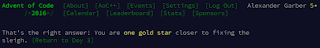 Advent of Code [About] [AoC++] [Events] [Settings] [Log Out] Alexander Garber 5*
<2016> [Calendar] [Leaderboard] [Stats] [Sponsors]
That's the right answer! You are one gold star closer to fixing the
sleigh. [Return to Day 3]